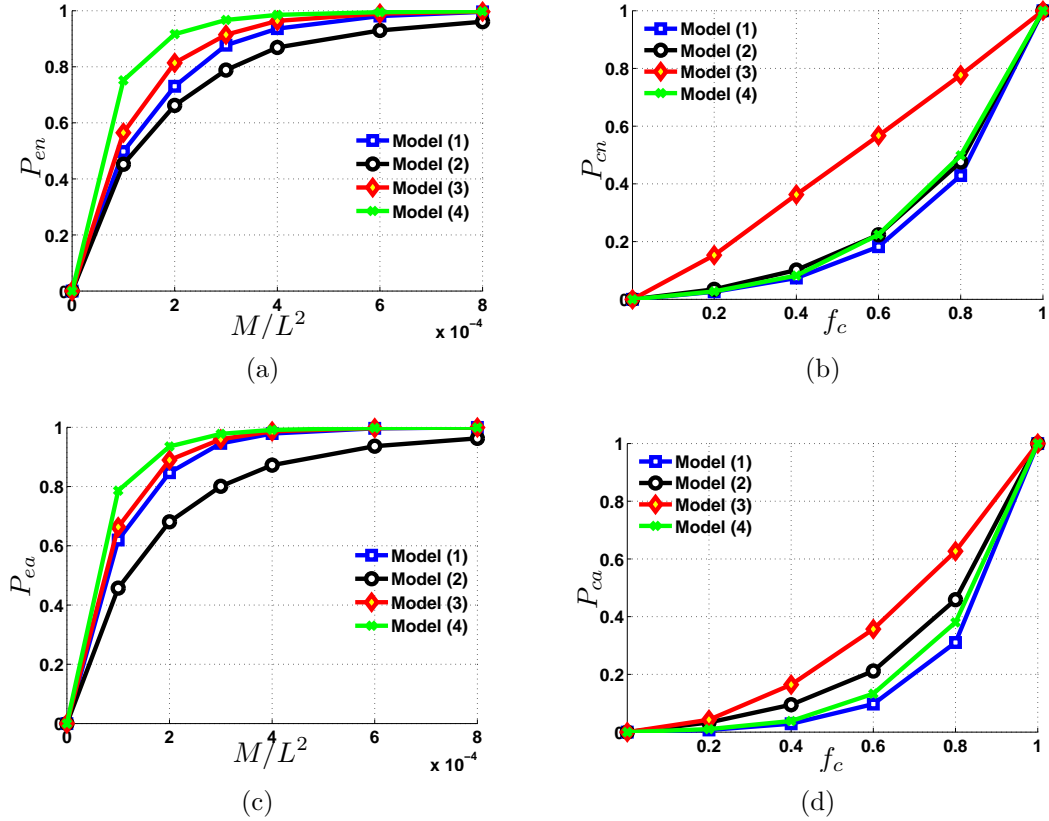 1
0.8
0.6
0.4
0.2
0
P_en
0 2 4 6 8
M/L^2
x 10^-4
Model (1)
Model (2)
Model (3)
Model (4)
(a)
1
0.8
0.6
0.4
0.2
0
P_cn
0.2 0.4 0.6 0.8 1
f_c
Model (1)
Model (2)
Model (3)
Model (4)
(b)
1
0.8
0.6
0.4
0.2
0
P_ea
0 2 4 6 8
M/L^2
x 10^-4
Model (1)
Model (2)
Model (3)
Model (4)
(c)
1
0.8
0.6
0.4
0.2
0
P_ca
0.2 0.4 0.6 0.8 1
f_c
Model (1)
Model (2)
Model (3)
Model (4)
(d)